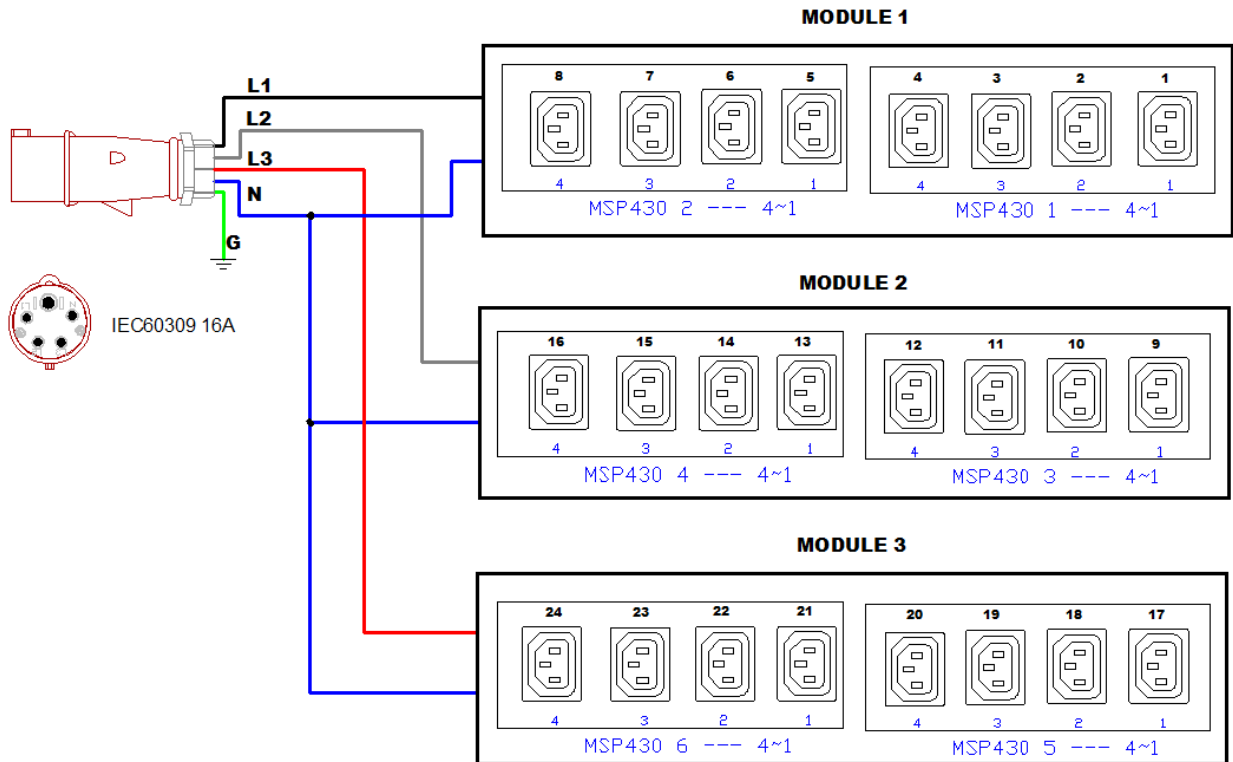 MODULE 1
L1
L2
L3
N
G
IEC60309 16A
8 7 6 5 4 3 2 1
4 3 2 1 4 3 2 1
MSP430 2 --- 4~1 MSP430 1 --- 4~1
MODULE 2
16 15 14 13 12 11 10 9
4 3 2 1 4 3 2 1
MSP430 4 --- 4~1 MSP430 3 --- 4~1
MODULE 3
24 23 22 21 20 19 18 17
4 3 2 1 4 3 2 1
MSP430 6 --- 4~1 MSP430 5 --- 4~1